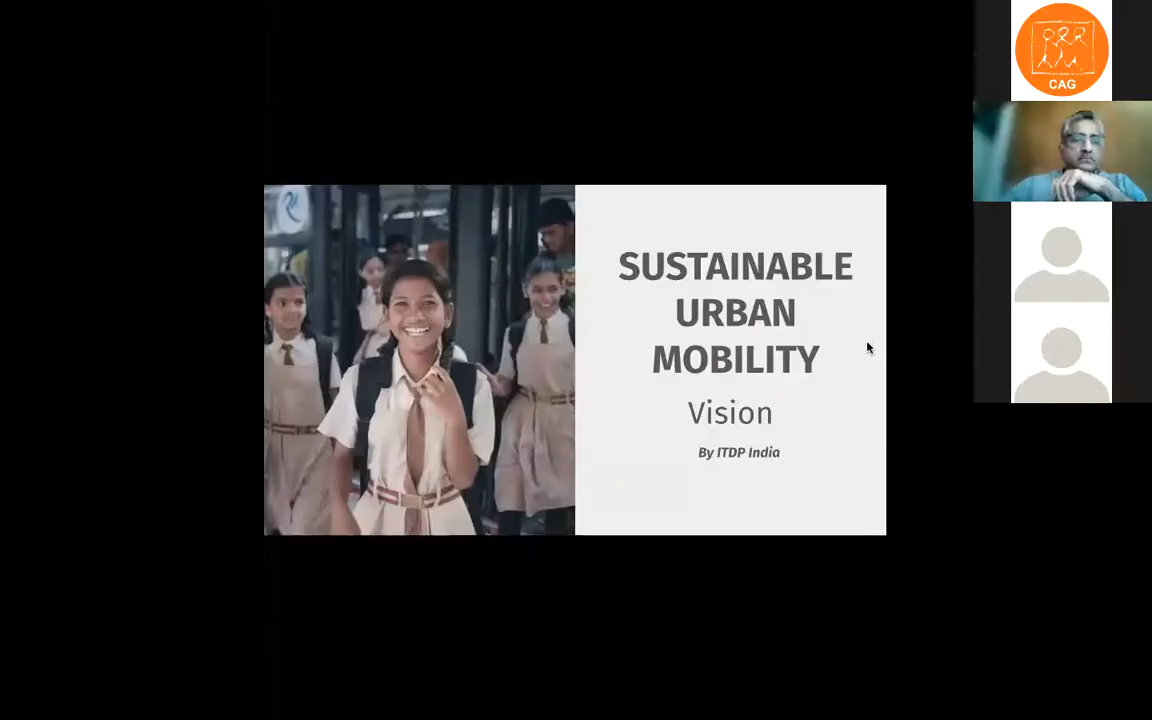 SUSTAINABLE
URBAN
MOBILITY
Vision
By ITDP India
CAG